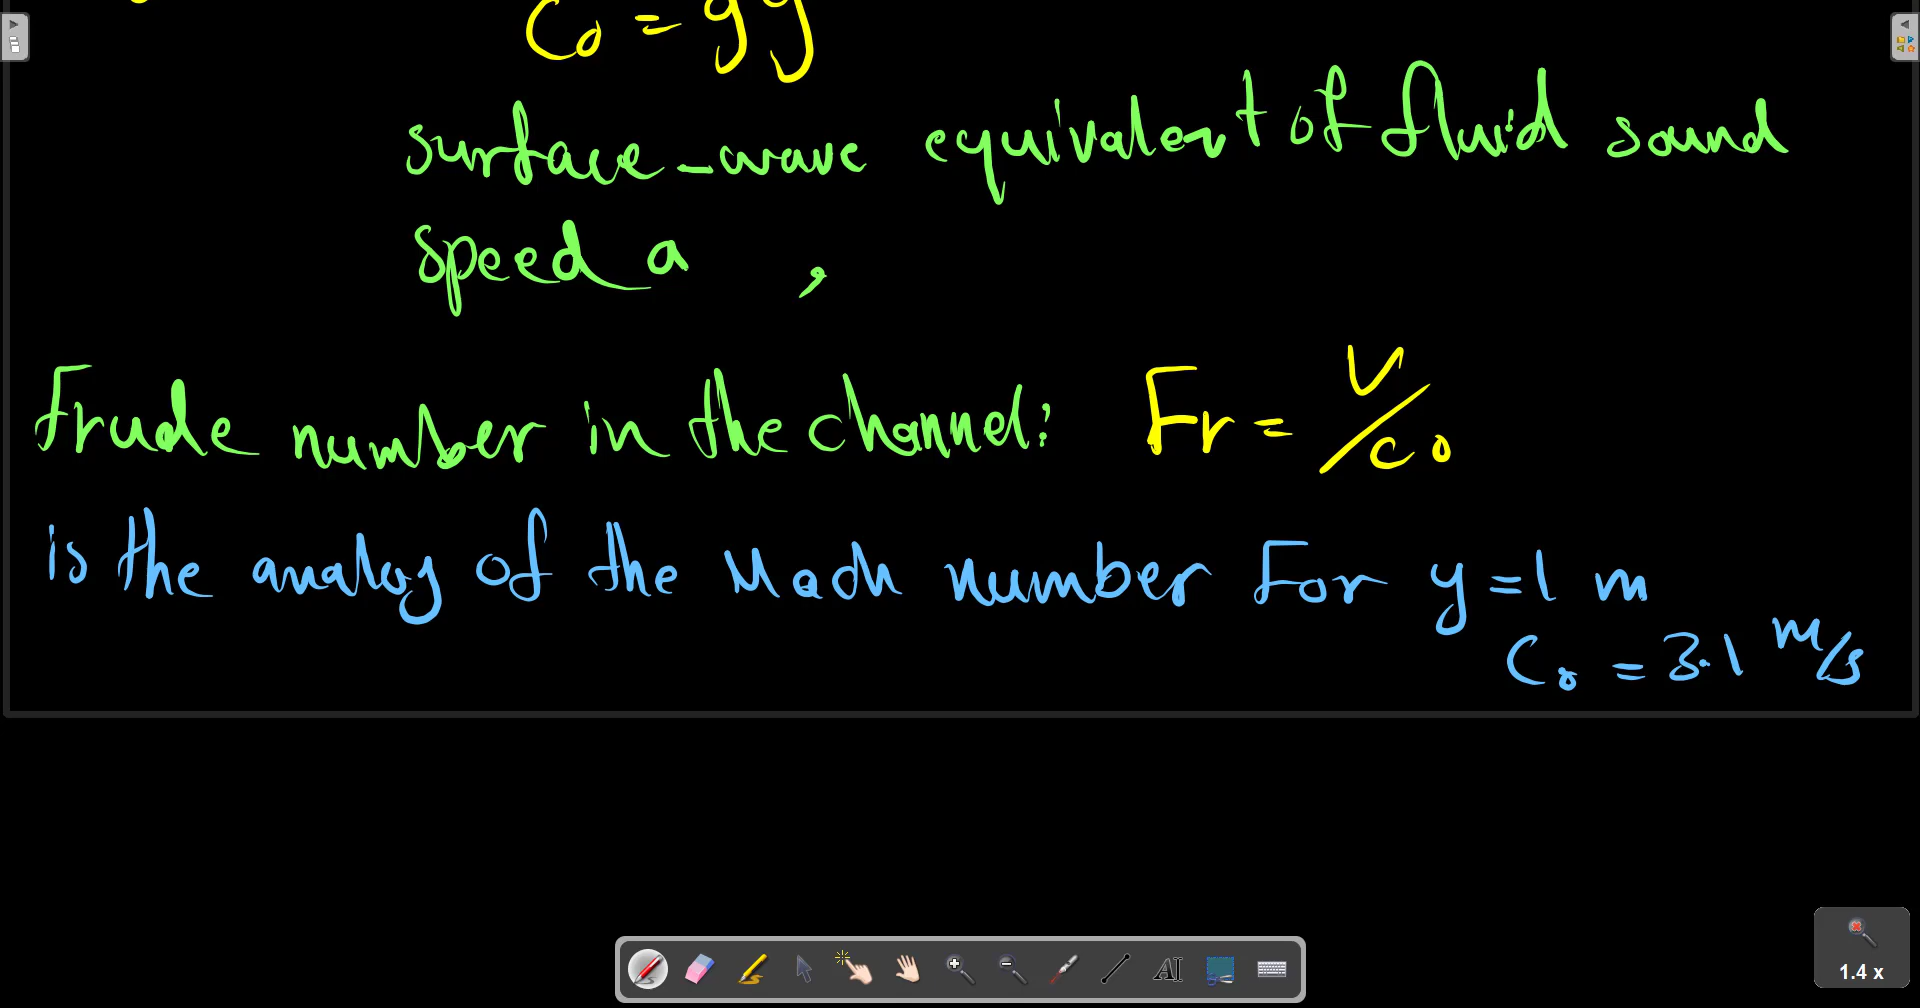 C₀ = gy
surface-wave equivalent of fluid sound
speed a ,
Frude number in the channel: Fr = V/C₀
is the analog of the Mach number For y = 1 m
C₀ = 3.1 m/s
1.4 x